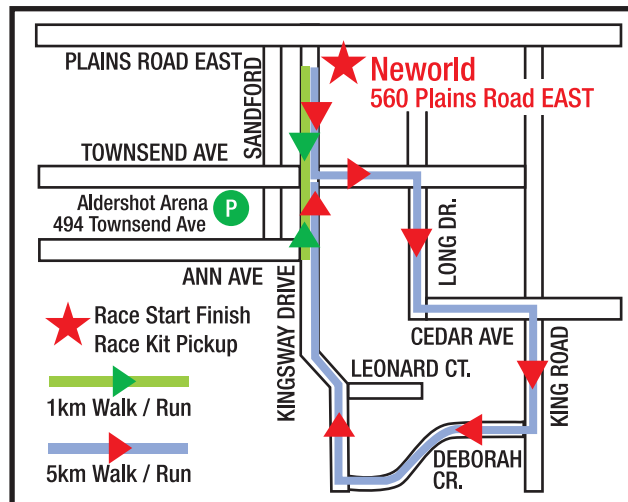 PLAINS ROAD EAST
SANDFORD
Neworld
560 Plains Road EAST
TOWNSEND AVE
Aldershot Arena
494 Townsend Ave
P
ANN AVE
LONG DR.
KINGSWAY DRIVE
Race Start Finish
Race Kit Pickup
CEDAR AVE
KING ROAD
LEONARD CT.
1km Walk / Run
DEBORAH
CR.
5km Walk / Run